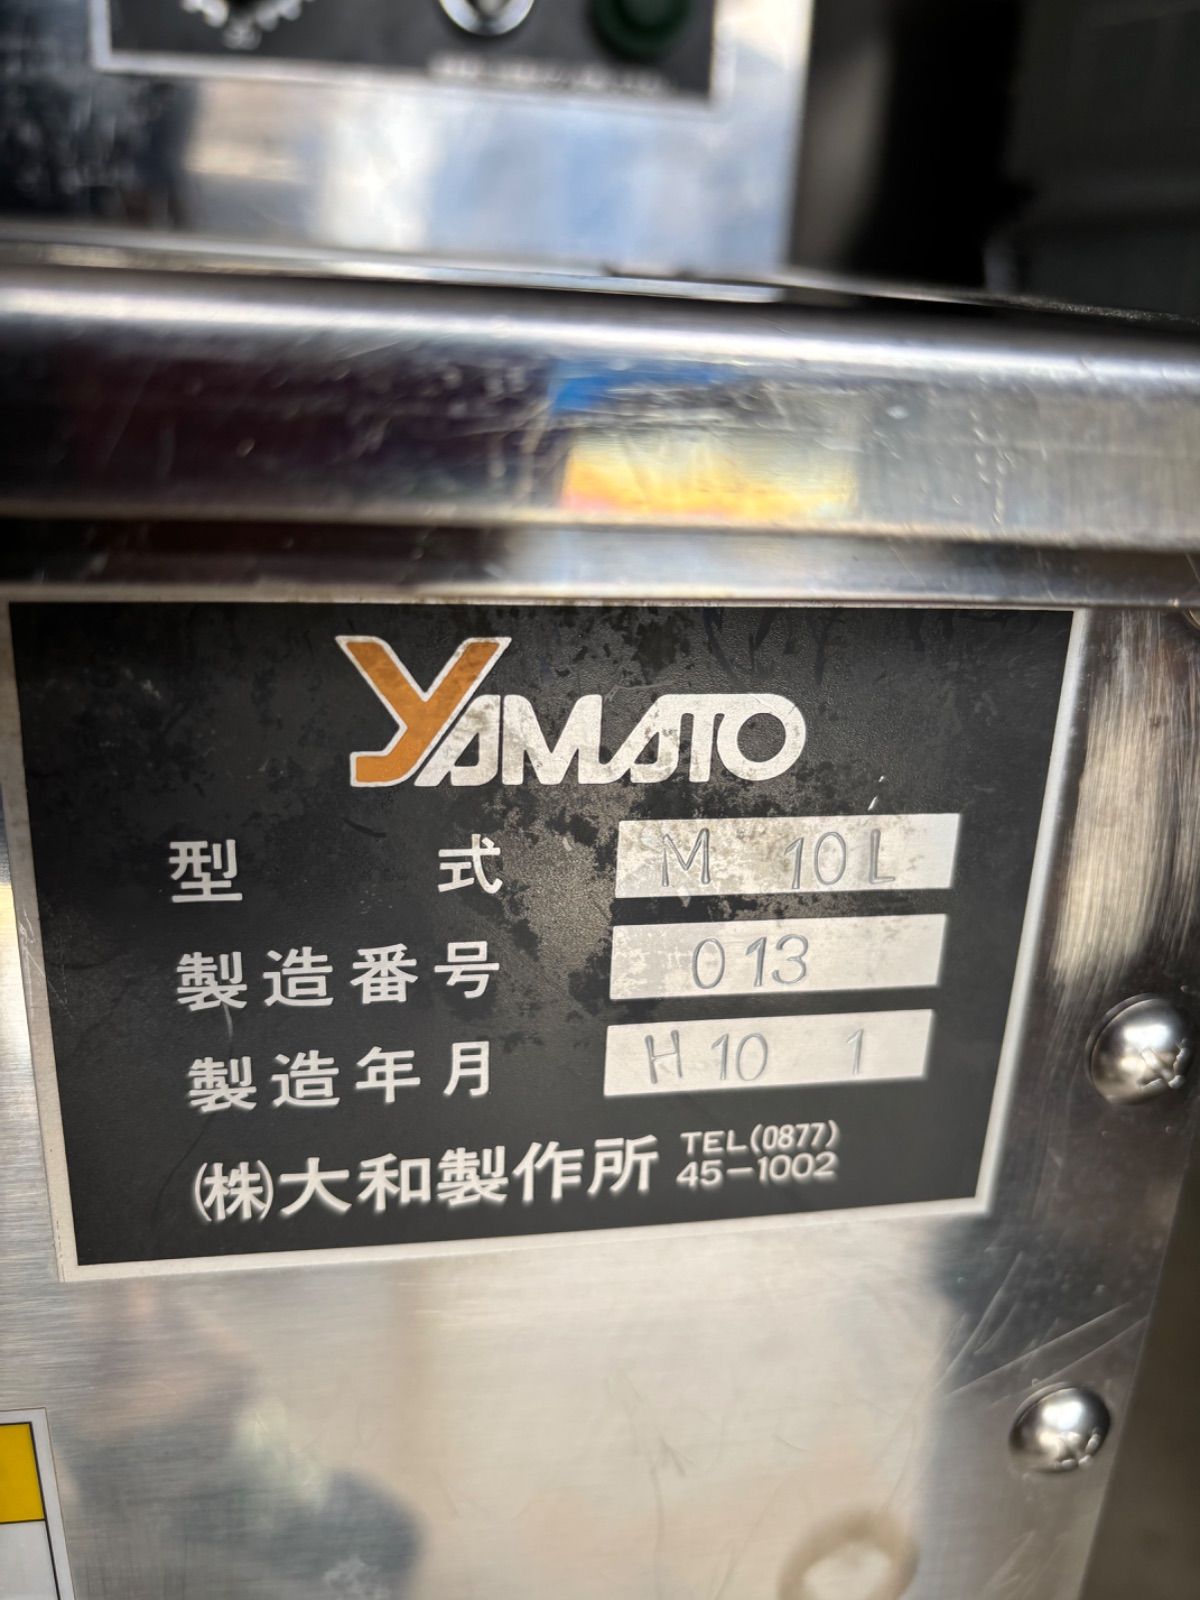 YAMATO
型式 M 10L
製造番号 013
製造年月 H10 1
(株)大和製作所 TEL(0877)
45-1002